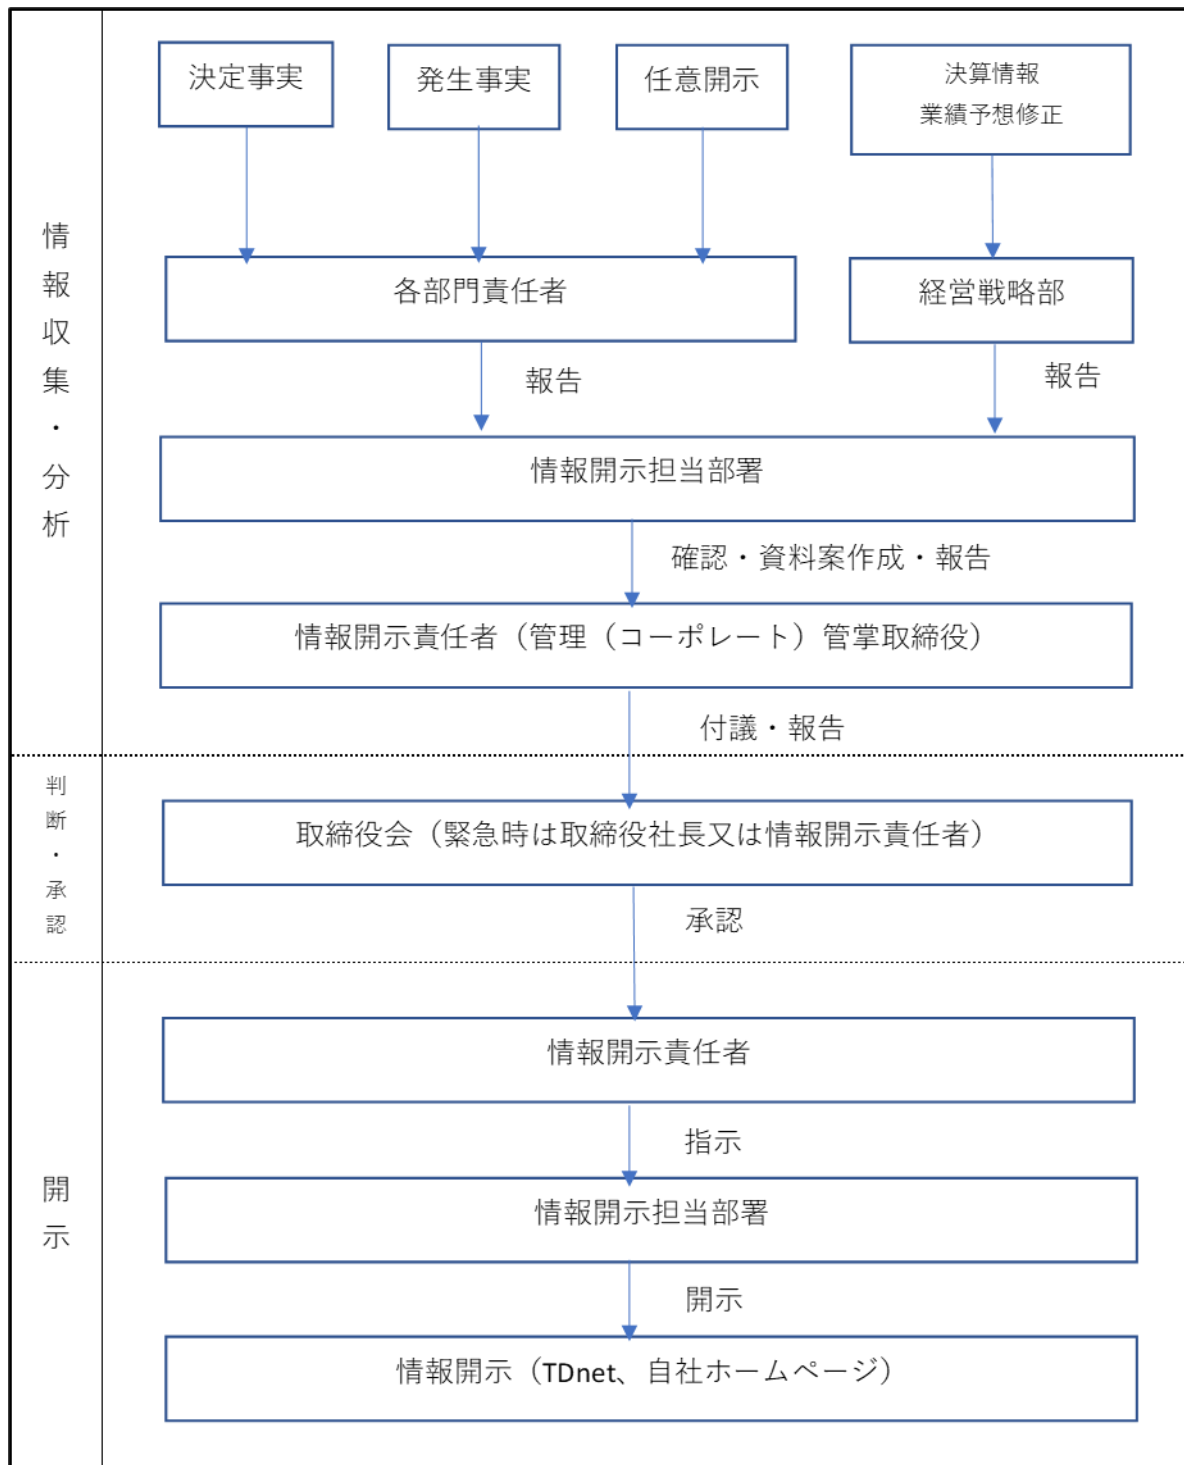 情報収集・分析
決定事実
発生事実
任意開示
決算情報
業績予想修正
各部門責任者
経営戦略部
報告
報告
情報開示担当部署
確認・資料案作成・報告
情報開示責任者（管理（コーポレート）管掌取締役）
付議・報告
判断・承認
取締役会（緊急時は取締役社長又は情報開示責任者）
承認
開示
情報開示責任者
指示
情報開示担当部署
開示
情報開示（TDnet、自社ホームページ）